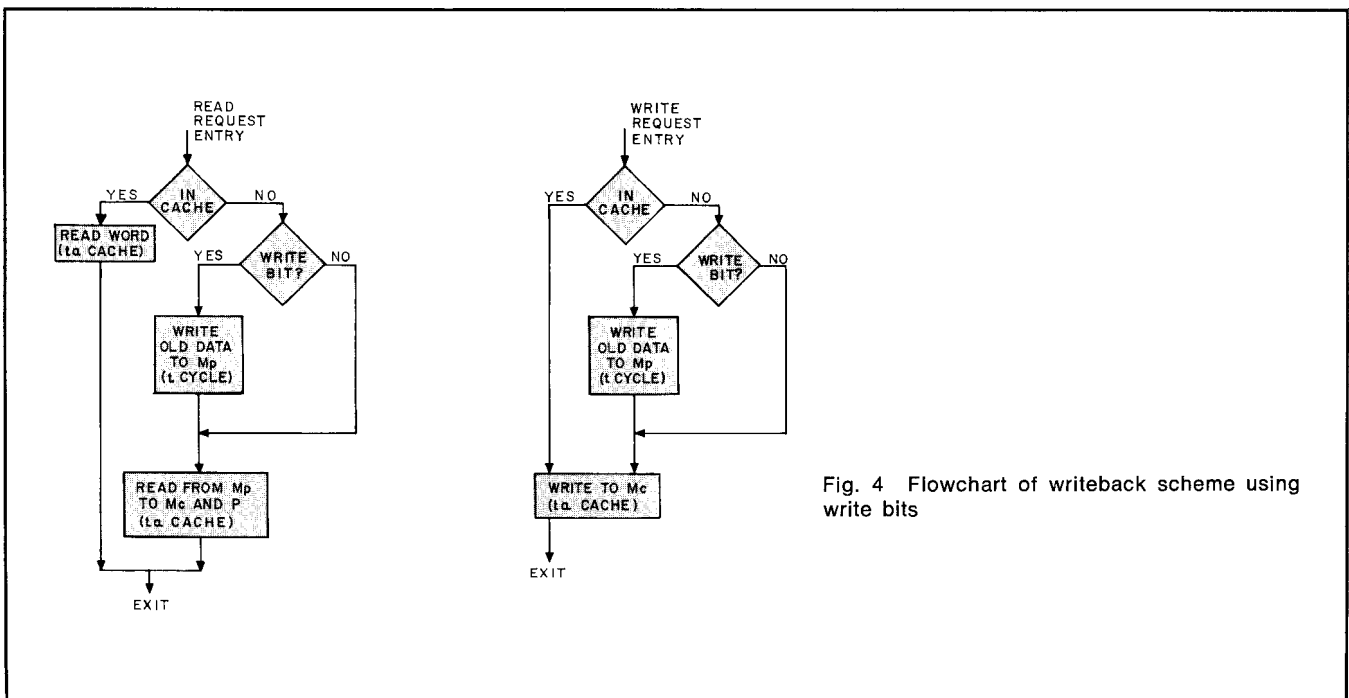 READ
REQUEST
ENTRY
YES
IN
CACHE
NO
READ WORD
(ta CACHE)
YES
WRITE
BIT?
NO
WRITE
OLD DATA
TO Mp
(t CYCLE)
READ FROM Mp
TO Mc AND P
(ta CACHE)
EXIT
WRITE
REQUEST
ENTRY
YES
IN
CACHE
NO
YES
WRITE
BIT?
NO
WRITE
OLD DATA
TO Mp
(t CYCLE)
WRITE TO Mc
(ta CACHE)
EXIT
Fig. 4 Flowchart of writeback scheme using
write bits